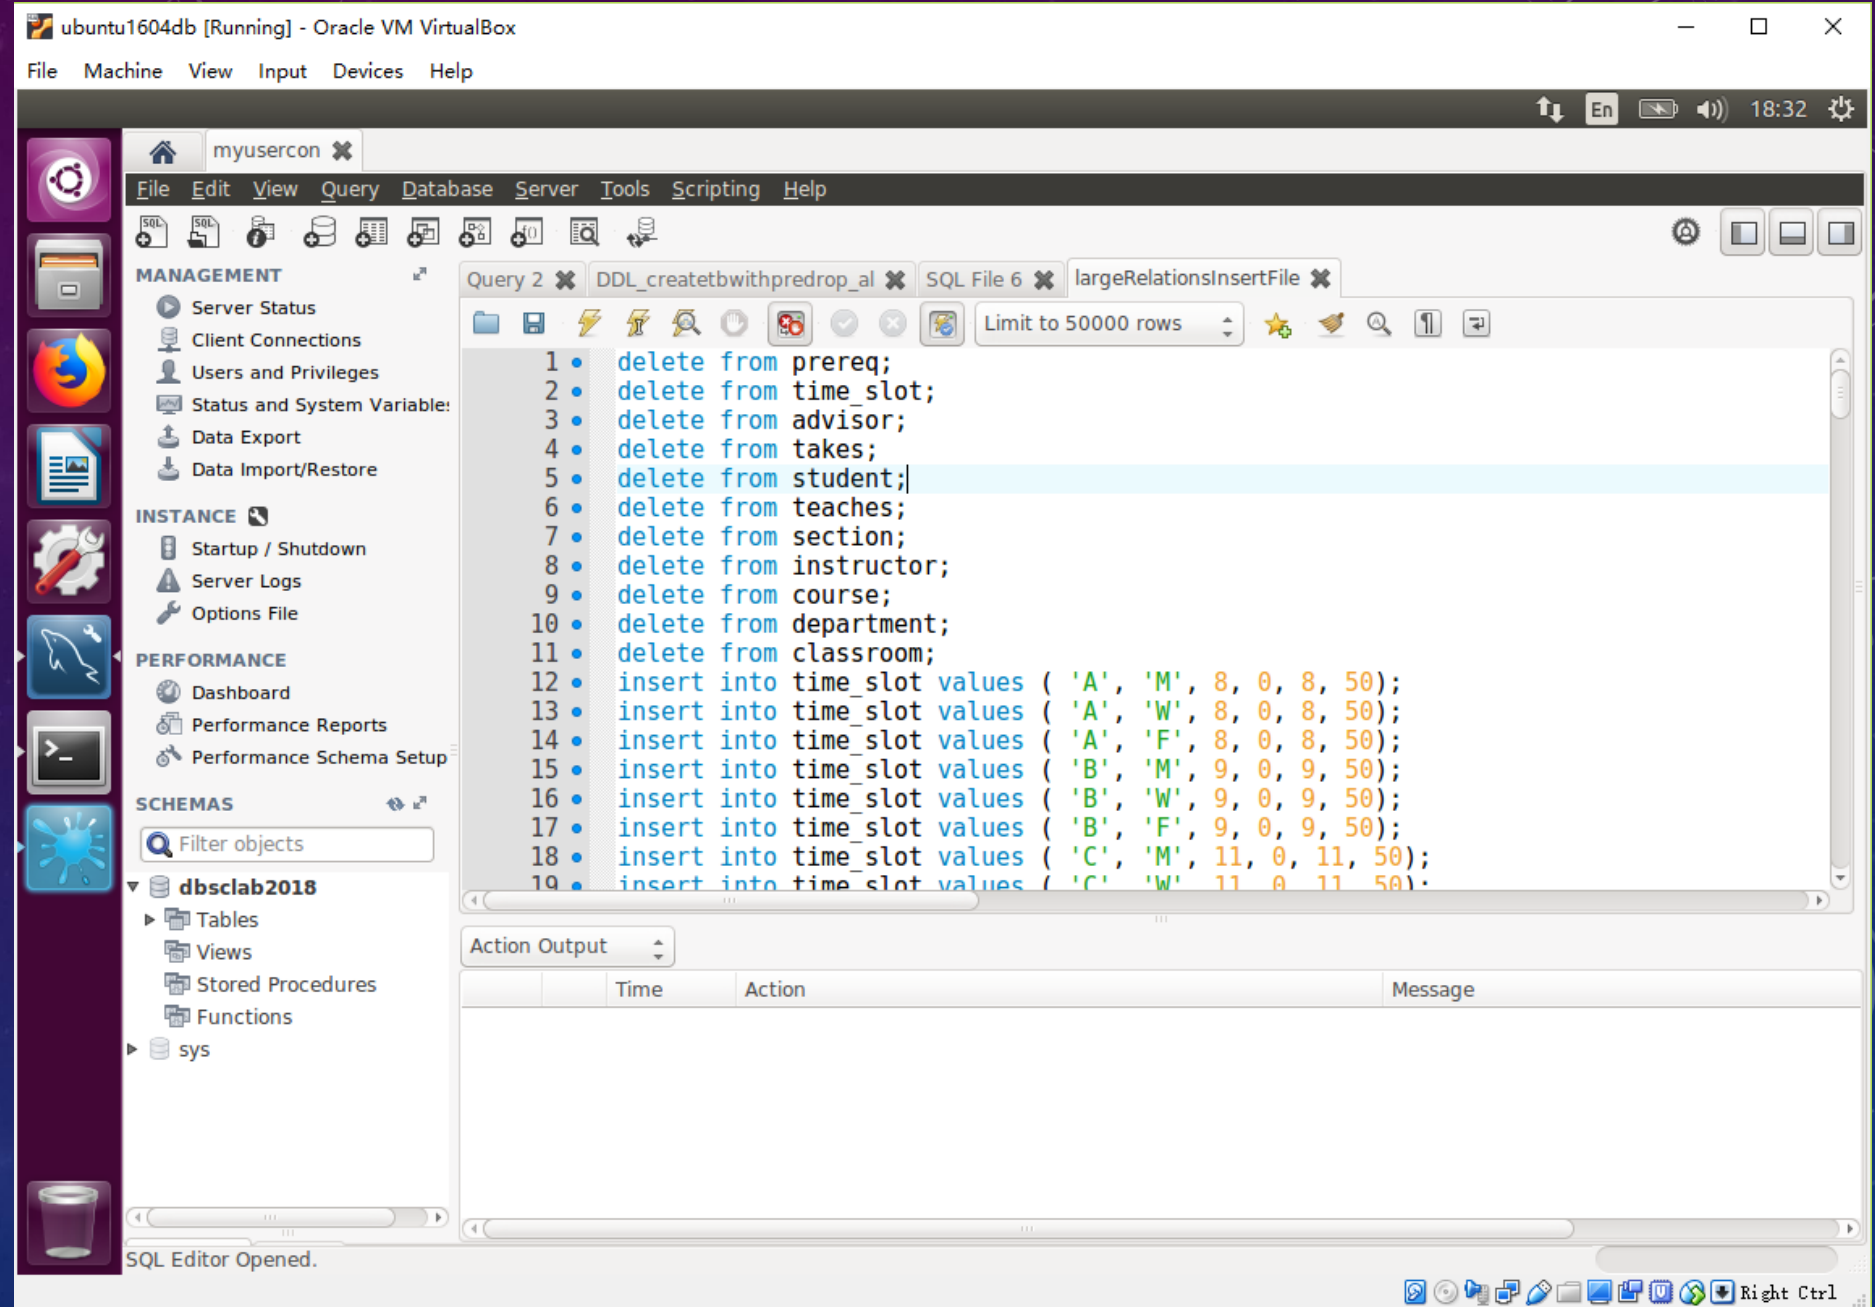 ubuntu1604db [Running] - Oracle VM VirtualBox
File Machine View Input Devices Help
En 18:32
myusercon
File Edit View Query Database Server Tools Scripting Help
MANAGEMENT
Server Status
Client Connections
Users and Privileges
Status and System Variable
Data Export
Data Import/Restore
INSTANCE
Startup / Shutdown
Server Logs
Options File
PERFORMANCE
Dashboard
Performance Reports
Performance Schema Setup
SCHEMAS
Filter objects
dbsclab2018
Tables
Views
Stored Procedures
Functions
sys
Query 2 DDL_createtbwithpredrop_al SQL File 6 largeRelationsInsertFile
Limit to 50000 rows
1 delete from prereq;
2 delete from time_slot;
3 delete from advisor;
4 delete from takes;
5 delete from student;
6 delete from teaches;
7 delete from section;
8 delete from instructor;
9 delete from course;
10 delete from department;
11 delete from classroom;
12 insert into time_slot values ( 'A', 'M', 8, 0, 8, 50);
13 insert into time_slot values ( 'A', 'W', 8, 0, 8, 50);
14 insert into time_slot values ( 'A', 'F', 8, 0, 8, 50);
15 insert into time_slot values ( 'B', 'M', 9, 0, 9, 50);
16 insert into time_slot values ( 'B', 'W', 9, 0, 9, 50);
17 insert into time_slot values ( 'B', 'F', 9, 0, 9, 50);
18 insert into time_slot values ( 'C', 'M', 11, 0, 11, 50);
19 insert into time_slot values ( 'C', 'W', 11, 0, 11, 50);
Action Output
Time Action Message
SQL Editor Opened.
Right Ctrl